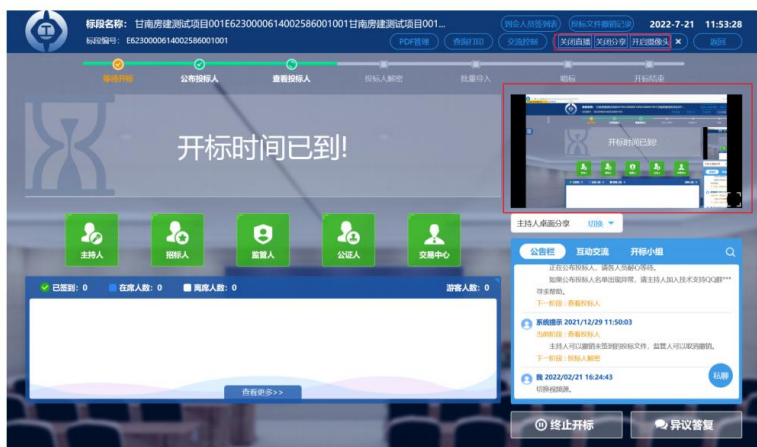 标段名称： 甘南房建测试项目001E6230000614002586001001甘南房建测试项目001...
到会人员签到表
投标文件撤销记录
2022-7-21 11:53:28
标段编号： E6230000614002586001001
PDF管理
查询打印
交流控制
关闭直播
关闭分享
开启摄像头
×
返回
等待开标
公布投标人
查看投标人
投标人解密
批量导入
唱标
开标结束
开标时间已到!
开标时间已到!
主持人
招标人
监管人
公证人
交易中心
主持人桌面分享
切换
公告栏
互动交流
开标小组
正在公布投标人，请各人员耐心等待。
如果公布投标人名单出现异常，请主持人加入技术支持QQ群***
寻求帮助。
下一阶段：查看投标人
系统提示 2021/12/29 11:50:03
当前阶段：查看投标人
主持人可以撤销未签到的投标文件，监管人可以取消撤销。
下一阶段：投标人解密
我 2022/02/21 16:24:43
切换视频源。
私聊
已签到：0
在席人数：0
离席人数：0
游客人数：0
查看更多>>
终止开标
异议答复